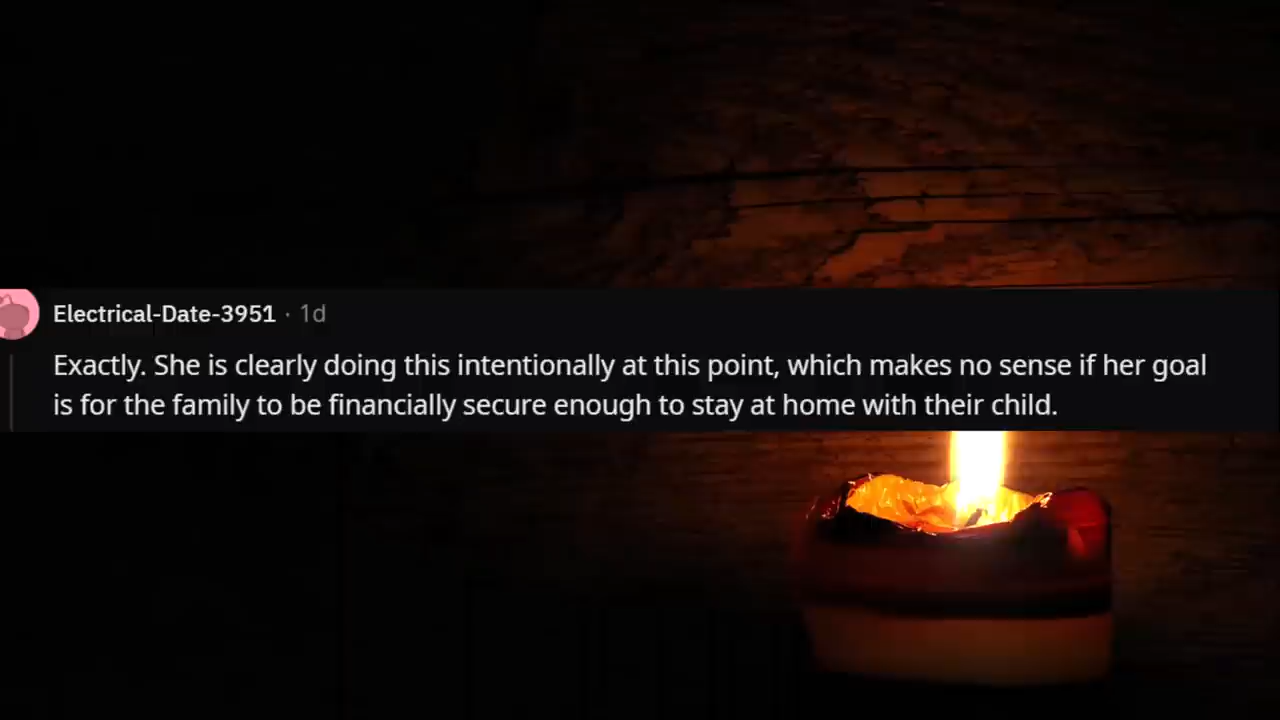 Electrical-Date-3951 · 1d
Exactly. She is clearly doing this intentionally at this point, which makes no sense if her goal
is for the family to be financially secure enough to stay at home with their child.